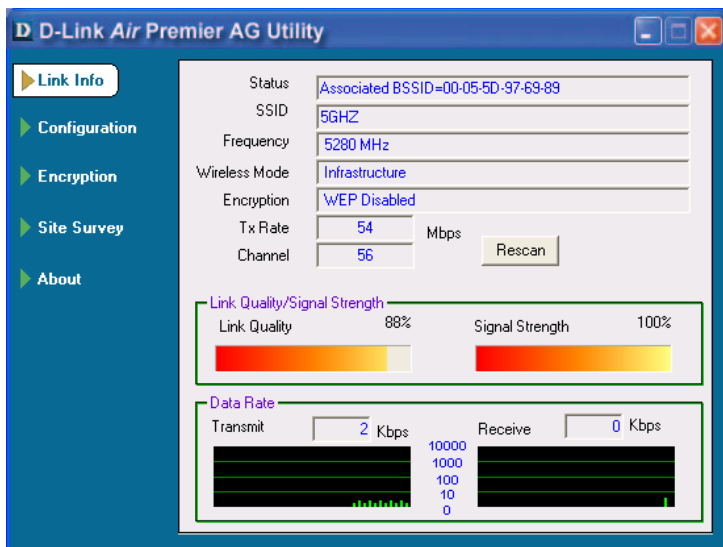 D D-Link Air Premier AG Utility
Link Info
Configuration
Encryption
Site Survey
About
Status Associated BSSID=00-05-5D-97-69-89
SSID 5GHZ
Frequency 5280 MHz
Wireless Mode Infrastructure
Encryption WEP Disabled
Tx Rate 54 Mbps
Channel 56
Rescan
Link Quality/Signal Strength
Link Quality 88% Signal Strength 100%
Data Rate
Transmit 2 Kbps Receive 0 Kbps
10000
1000
100
10
0